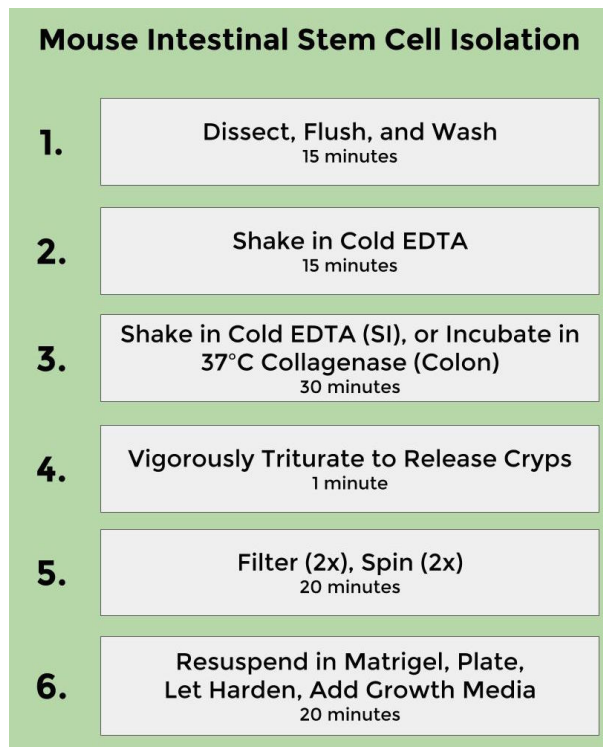 Mouse Intestinal Stem Cell Isolation
1.
Dissect, Flush, and Wash
15 minutes
2.
Shake in Cold EDTA
15 minutes
3.
Shake in Cold EDTA (SI), or Incubate in
37°C Collagenase (Colon)
30 minutes
4.
Vigorously Triturate to Release Cryps
1 minute
5.
Filter (2x), Spin (2x)
20 minutes
6.
Resuspend in Matrigel, Plate,
Let Harden, Add Growth Media
20 minutes